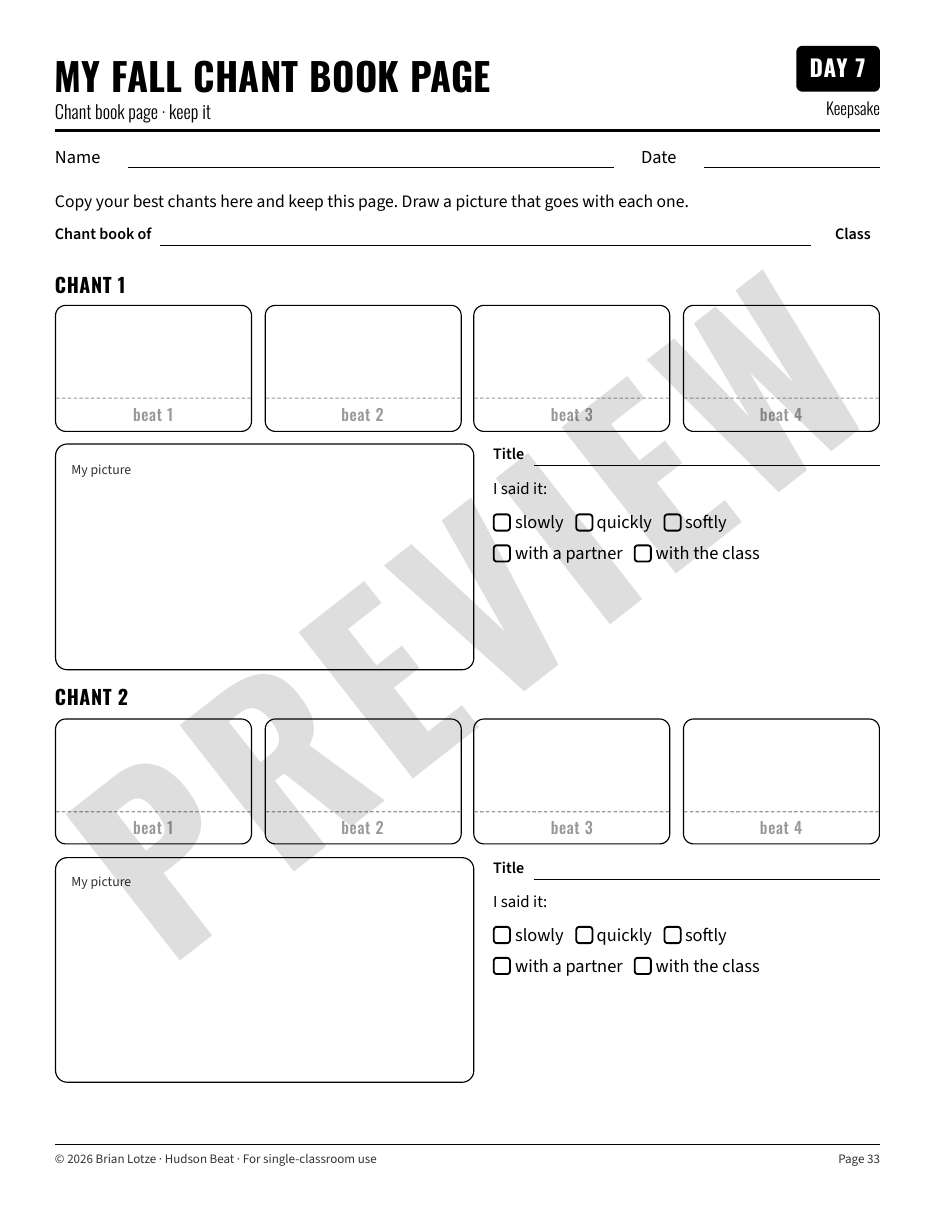 MY FALL CHANT BOOK PAGE
DAY 7
Chant book page · keep it
Keepsake
Name
Date
Copy your best chants here and keep this page. Draw a picture that goes with each one.
Chant book of
Class
CHANT 1
beat 1
beat 2
beat 3
beat 4
My picture
Title
I said it:
slowly quickly softly
with a partner with the class
CHANT 2
beat 1
beat 2
beat 3
beat 4
My picture
Title
I said it:
slowly quickly softly
with a partner with the class
PREVIEW
© 2026 Brian Lotze · Hudson Beat · For single-classroom use
Page 33